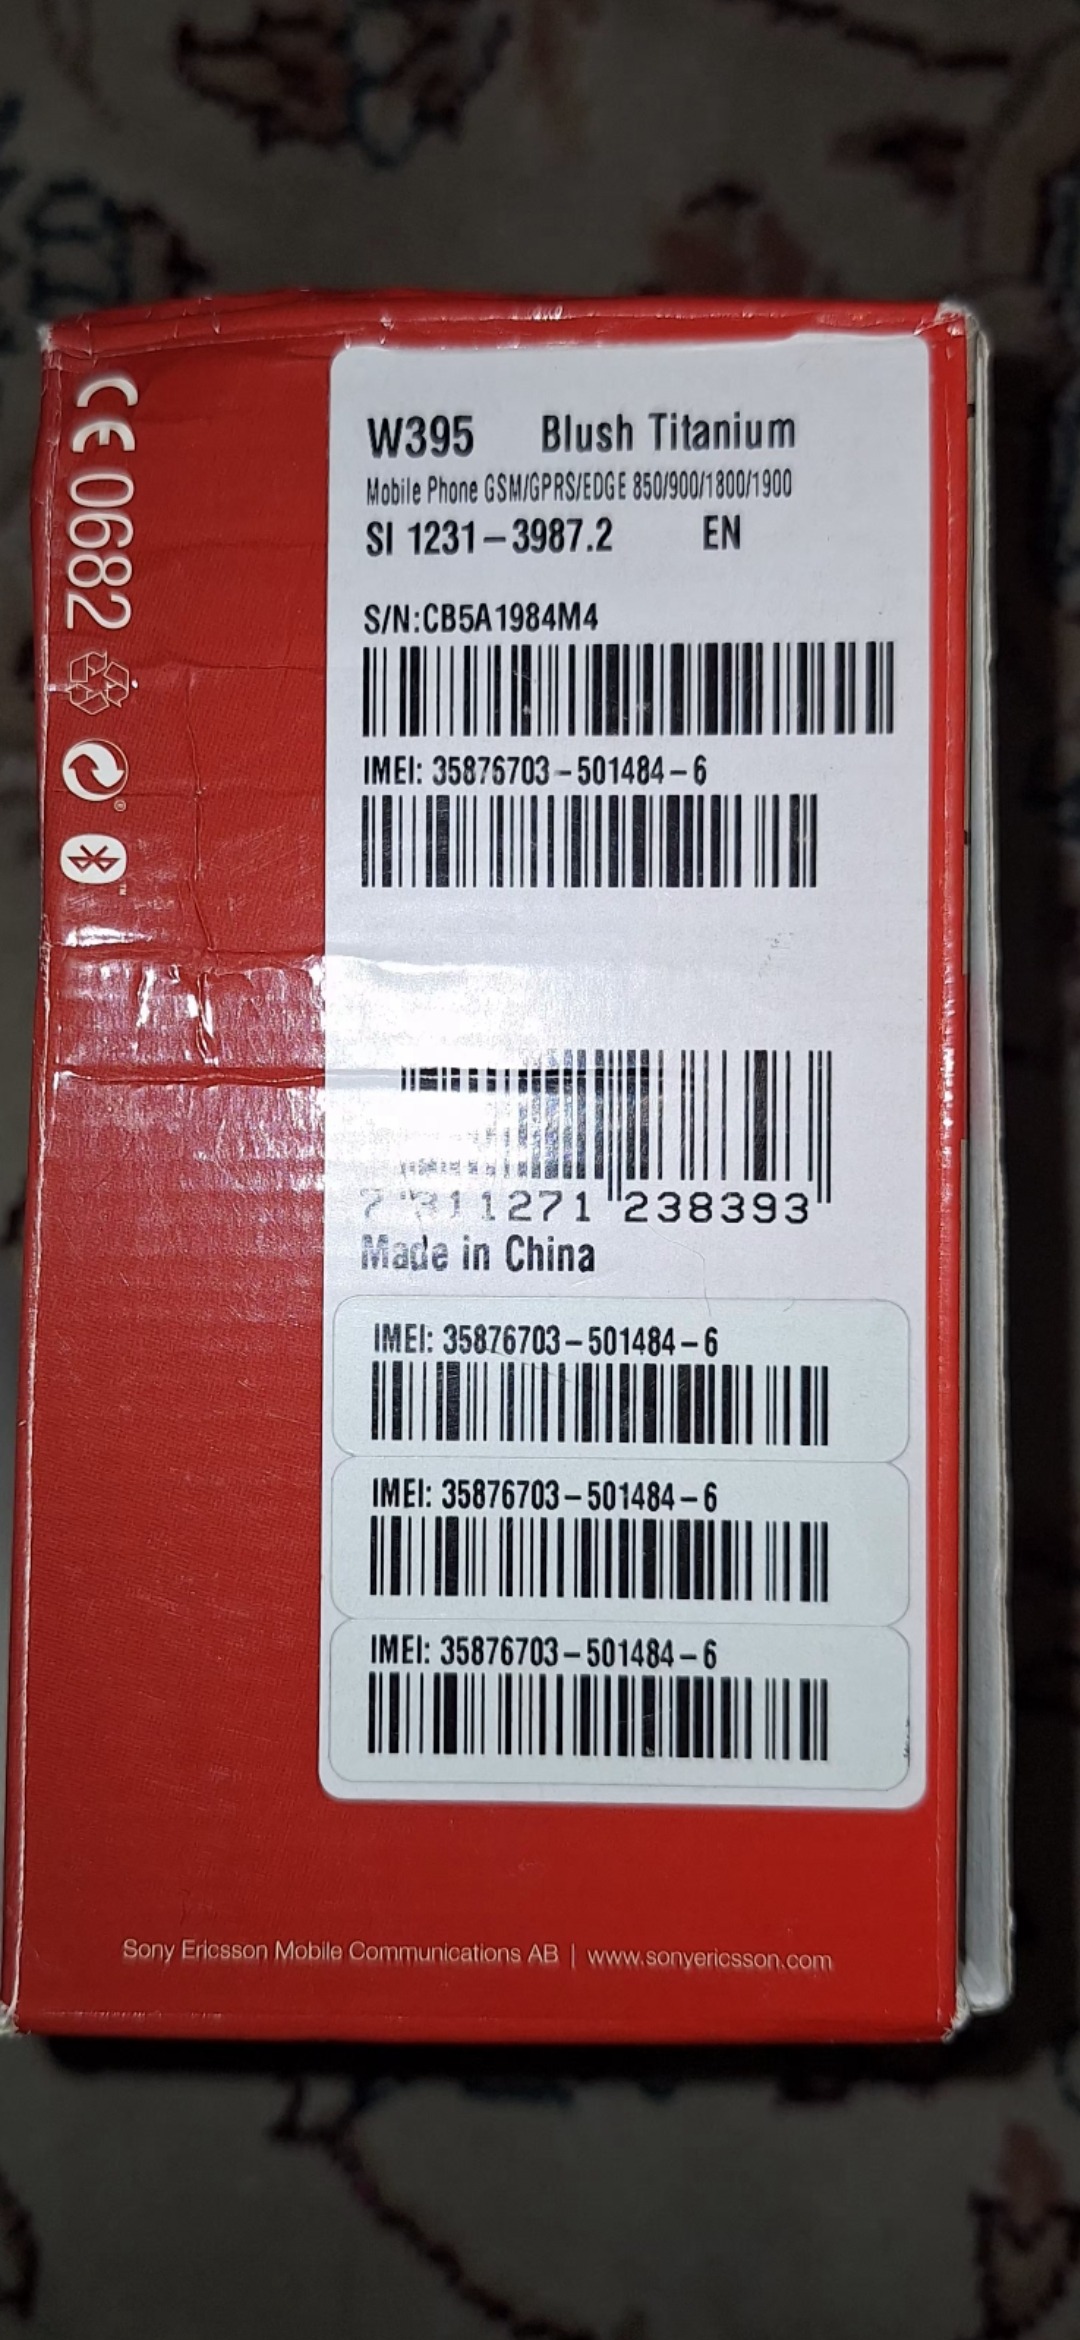 W395 Blush Titanium
Mobile Phone GSM/GPRS/EDGE 850/900/1800/1900
SI 1231-3987.2 EN
S/N:CB5A1984M4
IMEI: 35876703-501484-6
7 311271 238393
Made in China
IMEI: 35876703-501484-6
IMEI: 35876703-501484-6
IMEI: 35876703-501484-6
CE 0682
Sony Ericsson Mobile Communications AB | www.sonyericsson.com